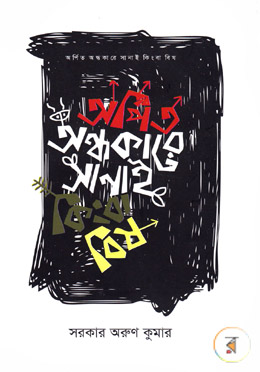 অর্পিত অন্ধকারে সানাই কিংবা বিষ
অর্পিত
অন্ধকারে
সানাই
কিংবা
বিষ
সরকার অরুণ কুমার
র